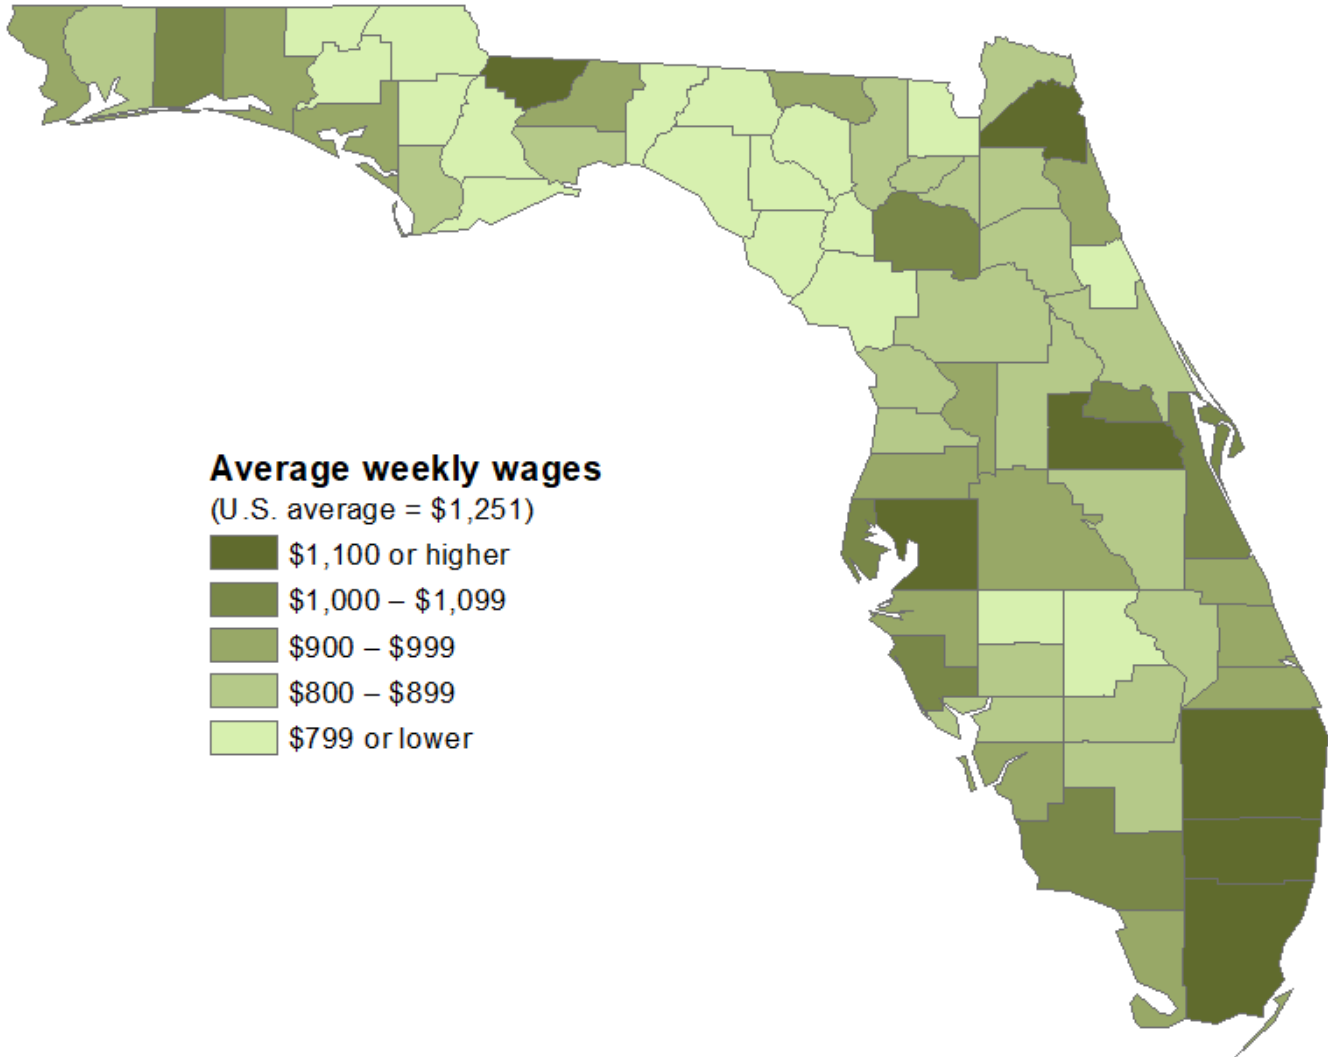 Average weekly wages
(U.S. average = $1,251)
$1,100 or higher
$1,000 – $1,099
$900 – $999
$800 – $899
$799 or lower